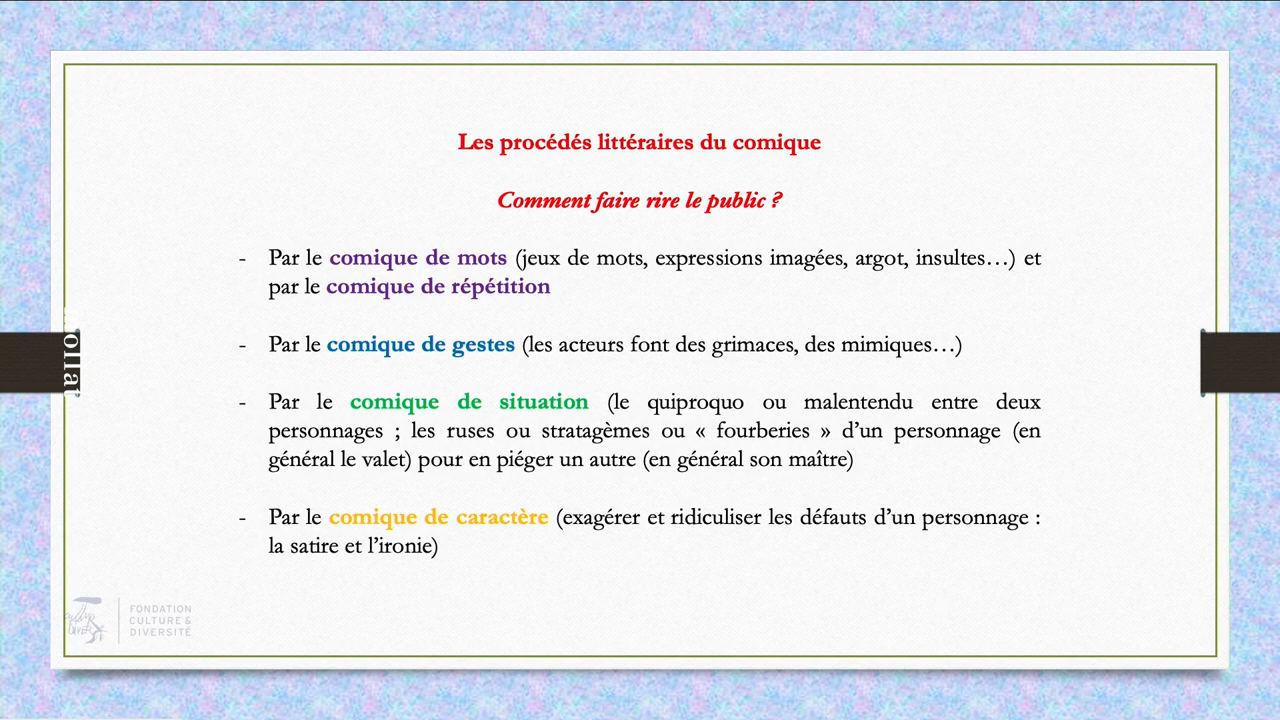 Les procédés littéraires du comique
Comment faire rire le public ?
- Par le comique de mots (jeux de mots, expressions imagées, argot, insultes…) et
par le comique de répétition
- Par le comique de gestes (les acteurs font des grimaces, des mimiques…)
- Par le comique de situation (le quiproquo ou malentendu entre deux
personnages ; les ruses ou stratagèmes ou « fourberies » d’un personnage (en
général le valet) pour en piéger un autre (en général son maître)
- Par le comique de caractère (exagérer et ridiculiser les défauts d’un personnage :
la satire et l’ironie)
FONDATION
CULTURE &
DIVERSITÉ